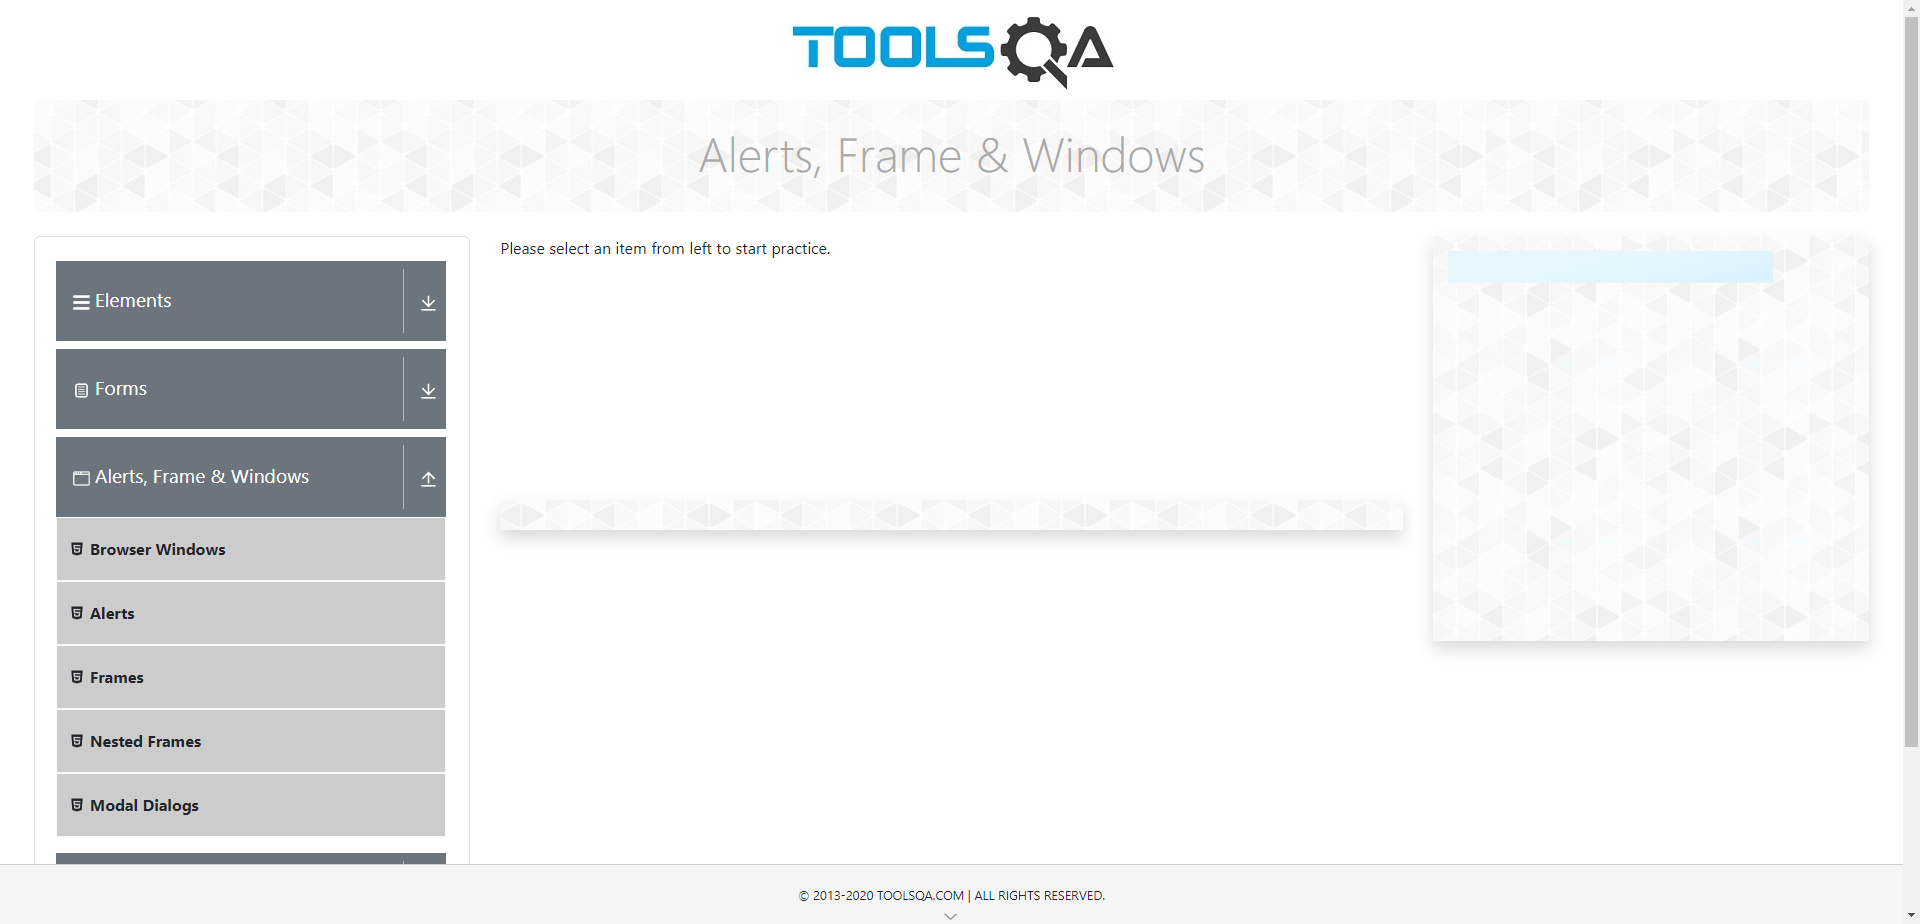 TOOLSQA
Alerts, Frame & Windows
Please select an item from left to start practice.
Elements
Forms
Alerts, Frame & Windows
Browser Windows
Alerts
Frames
Nested Frames
Modal Dialogs
© 2013-2020 TOOLSQA.COM | ALL RIGHTS RESERVED.